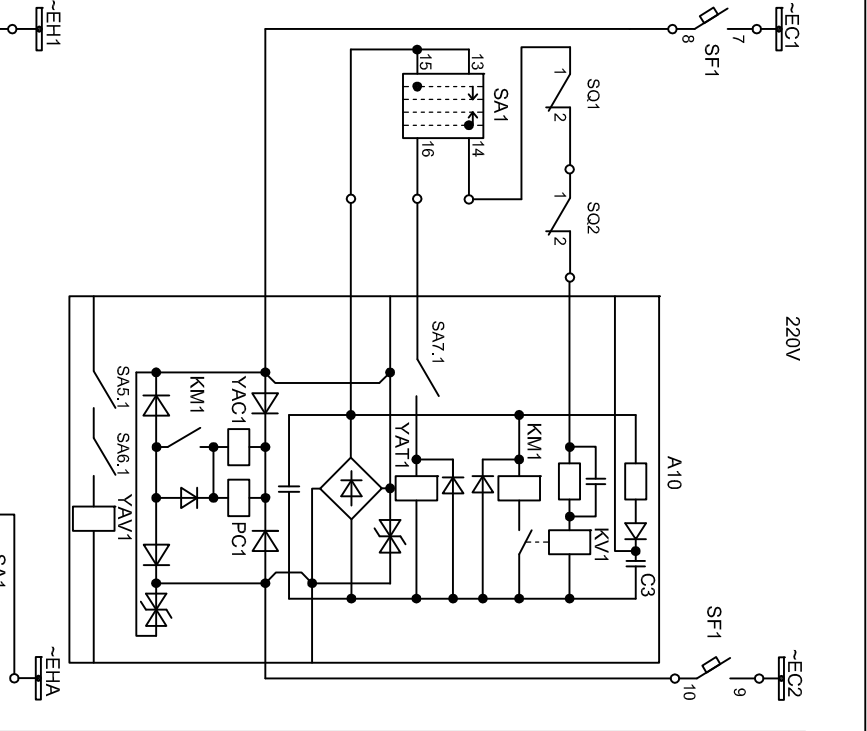 ~EH1
~EC1
8
7
SF1
15
13
SA1
16
14
1
SQ1
2
1
SQ2
2
220V
SA7.1
SA5.1
KM1
YAC1
SA6.1
YAT1
KM1
A10
YAV1
PC1
KV1
C3
SA1
SF1
~EHA
10
9
~EC2